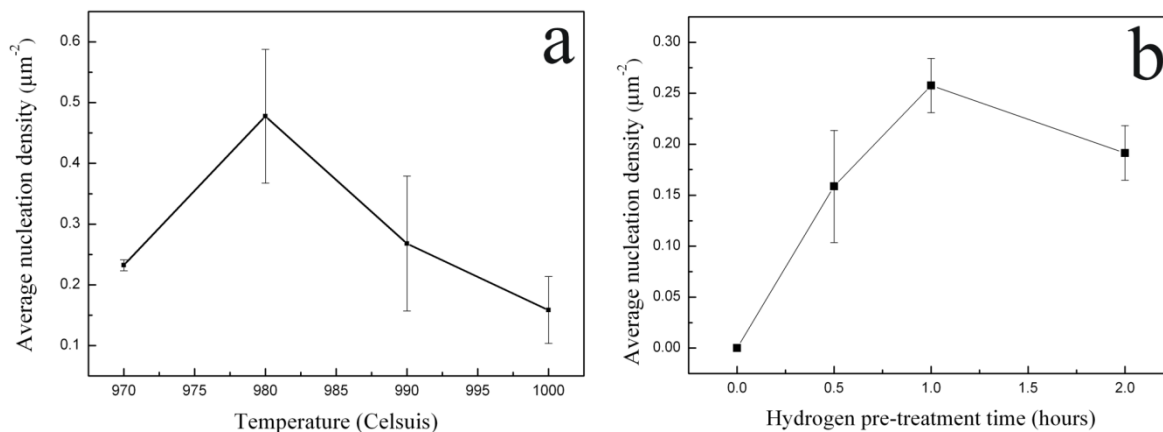 a
Average nucleation density (µm⁻²)
0.6
0.5
0.4
0.3
0.2
0.1
970 975 980 985 990 995 1000
Temperature (Celsuis)
b
Average nucleation density (µm⁻²)
0.30
0.25
0.20
0.15
0.10
0.05
0.00
0.0 0.5 1.0 1.5 2.0
Hydrogen pre-treatment time (hours)